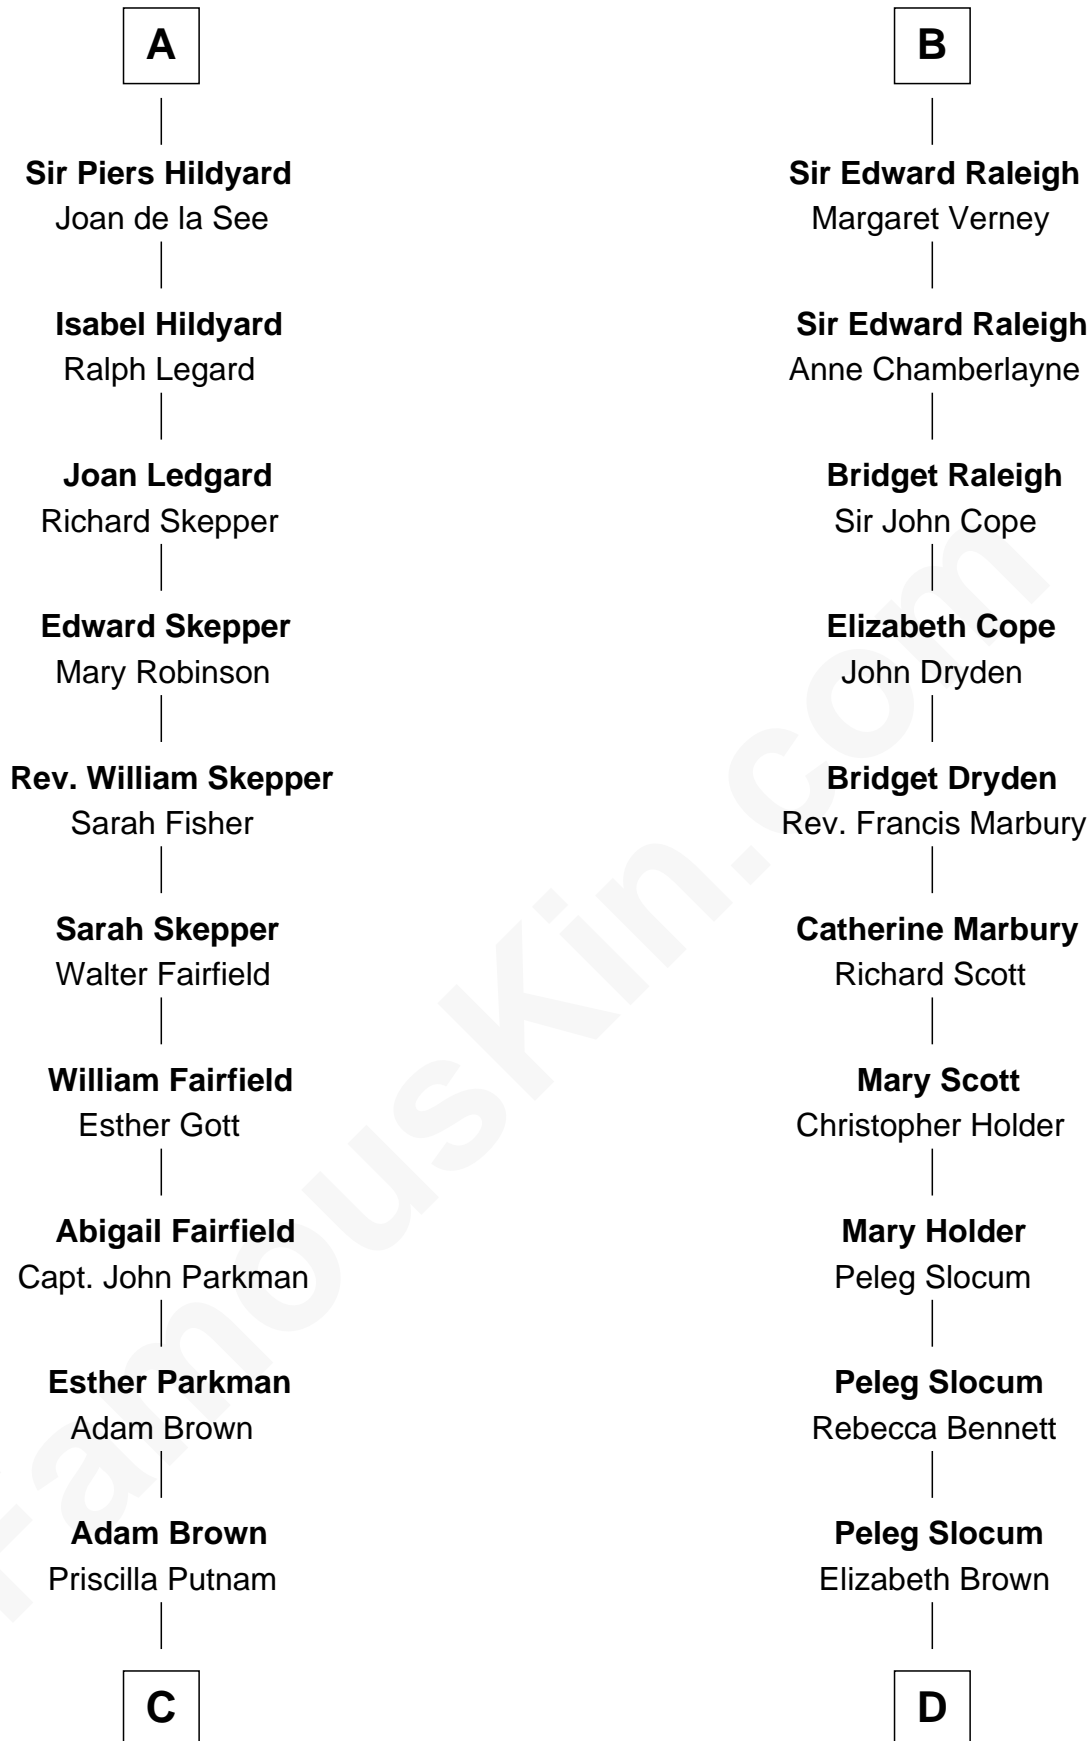 A
Sir Piers Hildyard
Joan de la See
Isabel Hildyard
Ralph Legard
Joan Ledgard
Richard Skepper
Edward Skepper
Mary Robinson
Rev. William Skepper
Sarah Fisher
Sarah Skepper
Walter Fairfield
William Fairfield
Esther Gott
Abigail Fairfield
Capt. John Parkman
Esther Parkman
Adam Brown
Adam Brown
Priscilla Putnam
C
B
Sir Edward Raleigh
Margaret Verney
Sir Edward Raleigh
Anne Chamberlayne
Bridget Raleigh
Sir John Cope
Elizabeth Cope
John Dryden
Bridget Dryden
Rev. Francis Marbury
Catherine Marbury
Richard Scott
Mary Scott
Christopher Holder
Mary Holder
Peleg Slocum
Peleg Slocum
Rebecca Bennett
Peleg Slocum
Elizabeth Brown
D
FamousKin.com